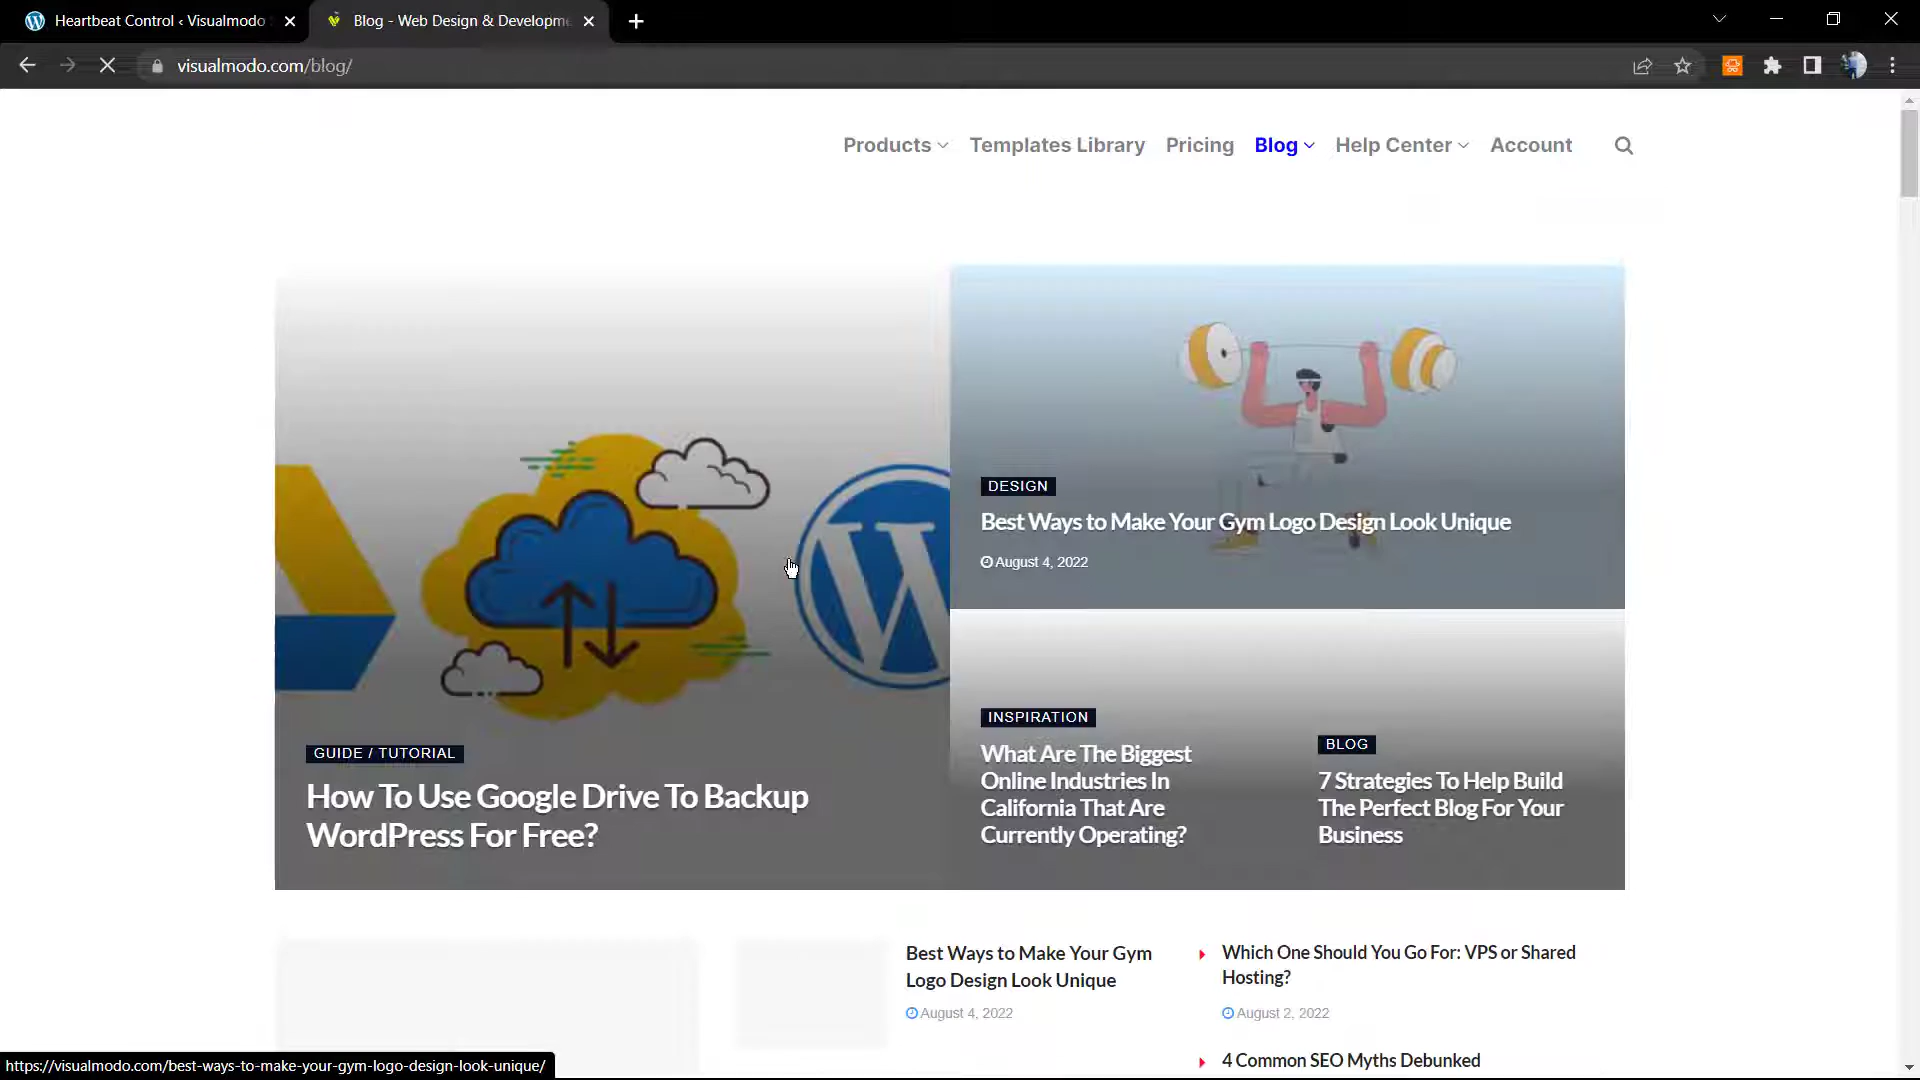 Heartbeat Control ‹ Visualmodo
Blog - Web Design & Developme
visualmodo.com/blog/
Products
Templates Library
Pricing
Blog
Help Center
Account
DESIGN
Best Ways to Make Your Gym Logo Design Look Unique
August 4, 2022
GUIDE / TUTORIAL
How To Use Google Drive To Backup
WordPress For Free?
INSPIRATION
What Are The Biggest
Online Industries In
California That Are
Currently Operating?
BLOG
7 Strategies To Help Build
The Perfect Blog For Your
Business
Best Ways to Make Your Gym
Logo Design Look Unique
August 4, 2022
Which One Should You Go For: VPS or Shared
Hosting?
August 2, 2022
4 Common SEO Myths Debunked
https://visualmodo.com/best-ways-to-make-your-gym-logo-design-look-unique/